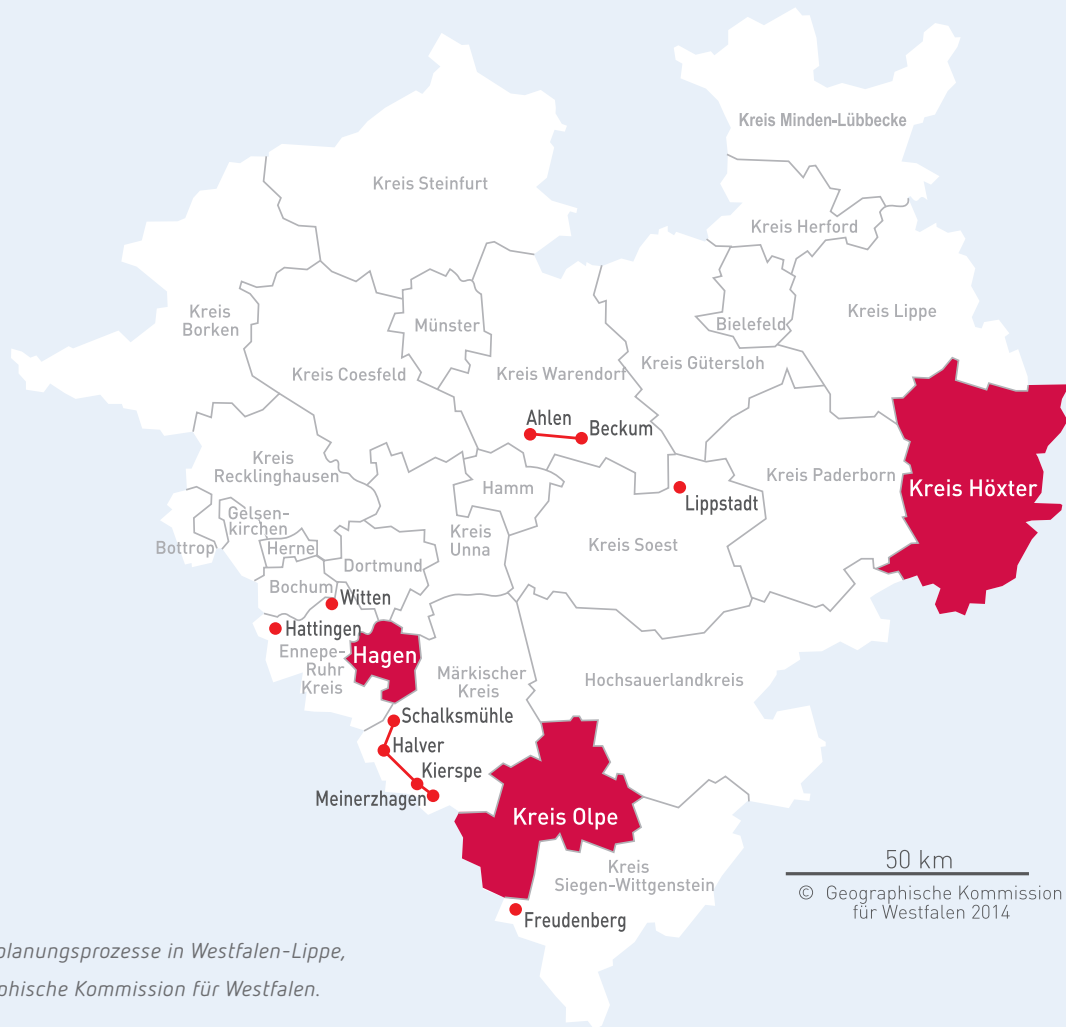 Kreis Minden-Lübbecke
Kreis Steinfurt
Kreis Herford
Kreis
Borken
Münster
Bielefeld
Kreis Lippe
Kreis Coesfeld
Kreis Warendorf
Kreis Gütersloh
Ahlen
Beckum
Kreis
Recklinghausen
Hamm
Lippstadt
Kreis Paderborn
Kreis Höxter
Gelsen-
kirchen
Bottrop
Herne
Kreis
Unna
Kreis Soest
Dortmund
Bochum
Witten
Hattingen
Ennepe-
Ruhr
Kreis
Hagen
Märkischer
Kreis
Hochsauerlandkreis
Schalksmühle
Halver
Kierspe
Meinerzhagen
Kreis Olpe
Kreis
Siegen-Wittgenstein
50 km
© Geographische Kommission
für Westfalen 2014
Freudenberg
planungsprozesse in Westfalen-Lippe,
phische Kommission für Westfalen.